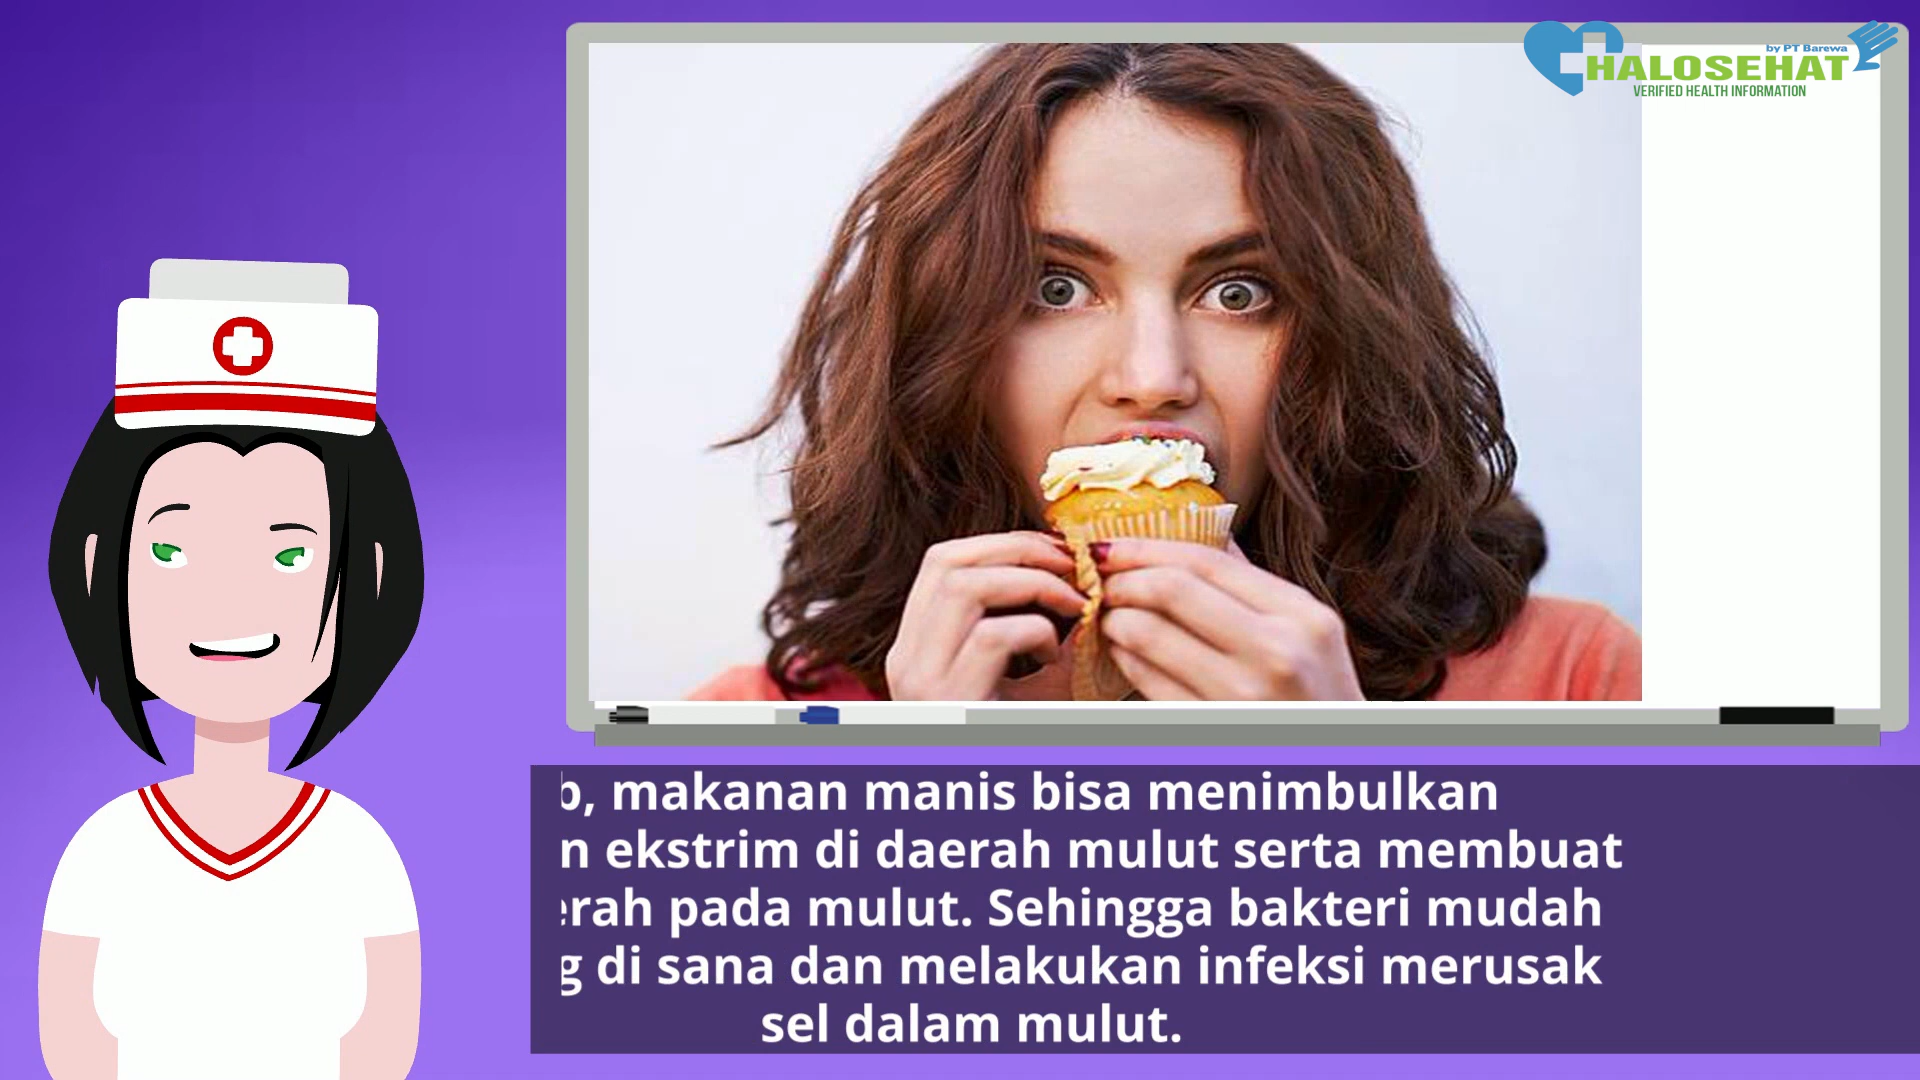 by PT Barewa
HALOSEHAT
VERIFIED HEALTH INFORMATION
makanan manis bisa menimbulkan
ekstrim di daerah mulut serta membuat
pada mulut. Sehingga bakteri mudah
di sana dan melakukan infeksi merusak
sel dalam mulut.